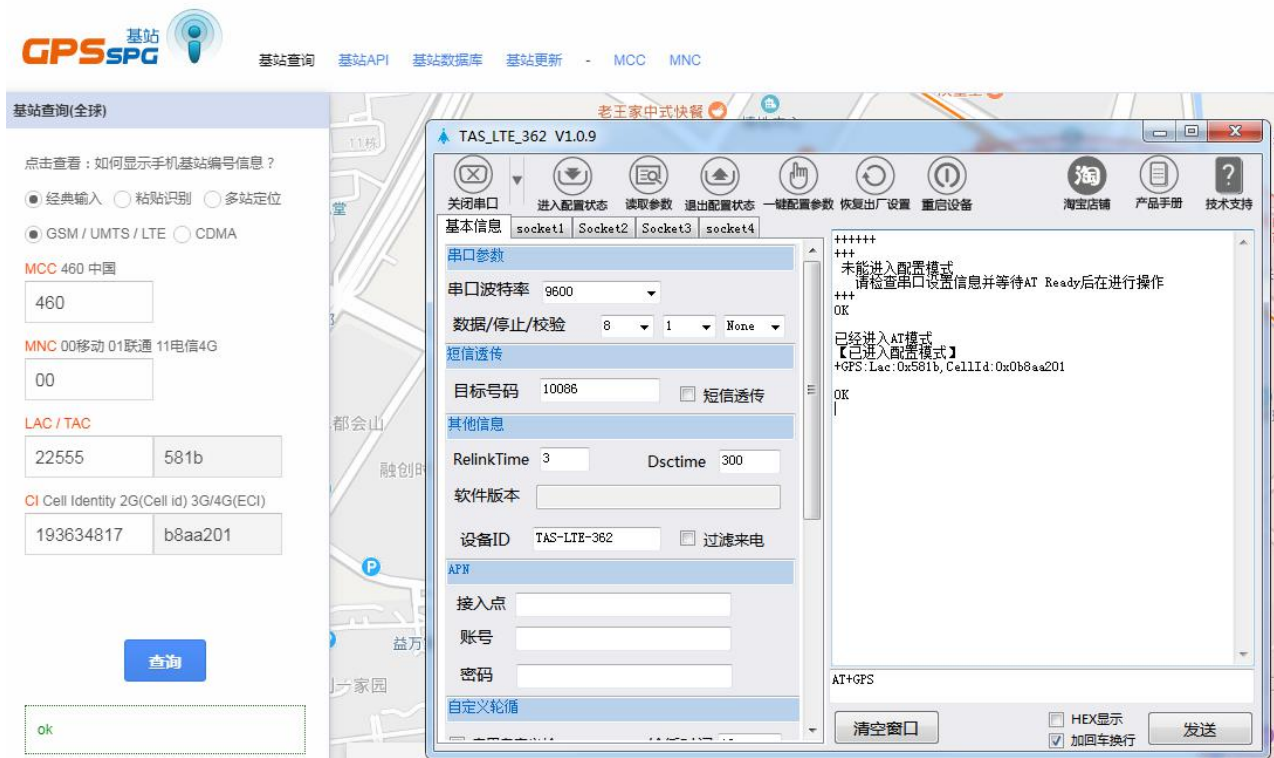 GPSspg 基站
基站查询 基站API 基站数据库 基站更新 - MCC MNC
基站查询(全球)
点击查看：如何显示手机基站编号信息？
经典输入 粘贴识别 多站定位
GSM / UMTS / LTE CDMA
MCC 460 中国
460
MNC 00移动 01联通 11电信4G
00
LAC / TAC
22555 581b
CI Cell Identity 2G(Cell id) 3G/4G(ECI)
193634817 b8aa201
查询
ok
老王家中式快餐
11栋
堂
都会山
融创时
P
益万
一家园
TAS_LTE_362 V1.0.9
关闭串口 进入配置状态 读取参数 退出配置状态 一键配置参数 恢复出厂设置 重启设备 淘 淘宝店铺 产品手册 技术支持
基本信息 socket1 Socket2 Socket3 socket4
串口参数
串口波特率 9600
数据/停止/校验 8 1 None
短信透传
目标号码 10086 短信透传
其他信息
RelinkTime 3 Dsctime 300
软件版本
设备ID TAS-LTE-362 过滤来电
APN
接入点
账号
密码
自定义轮循
++++++
+++
未能进入配置模式
请检查串口设置信息并等待AT Ready后在进行操作
+++
OK
已经进入AT模式
【已进入配置模式】
+GPS:Lac:0x581b,CellId:0x0b8aa201
OK
AT+GPS
清空窗口 HEX显示 加回车换行 发送